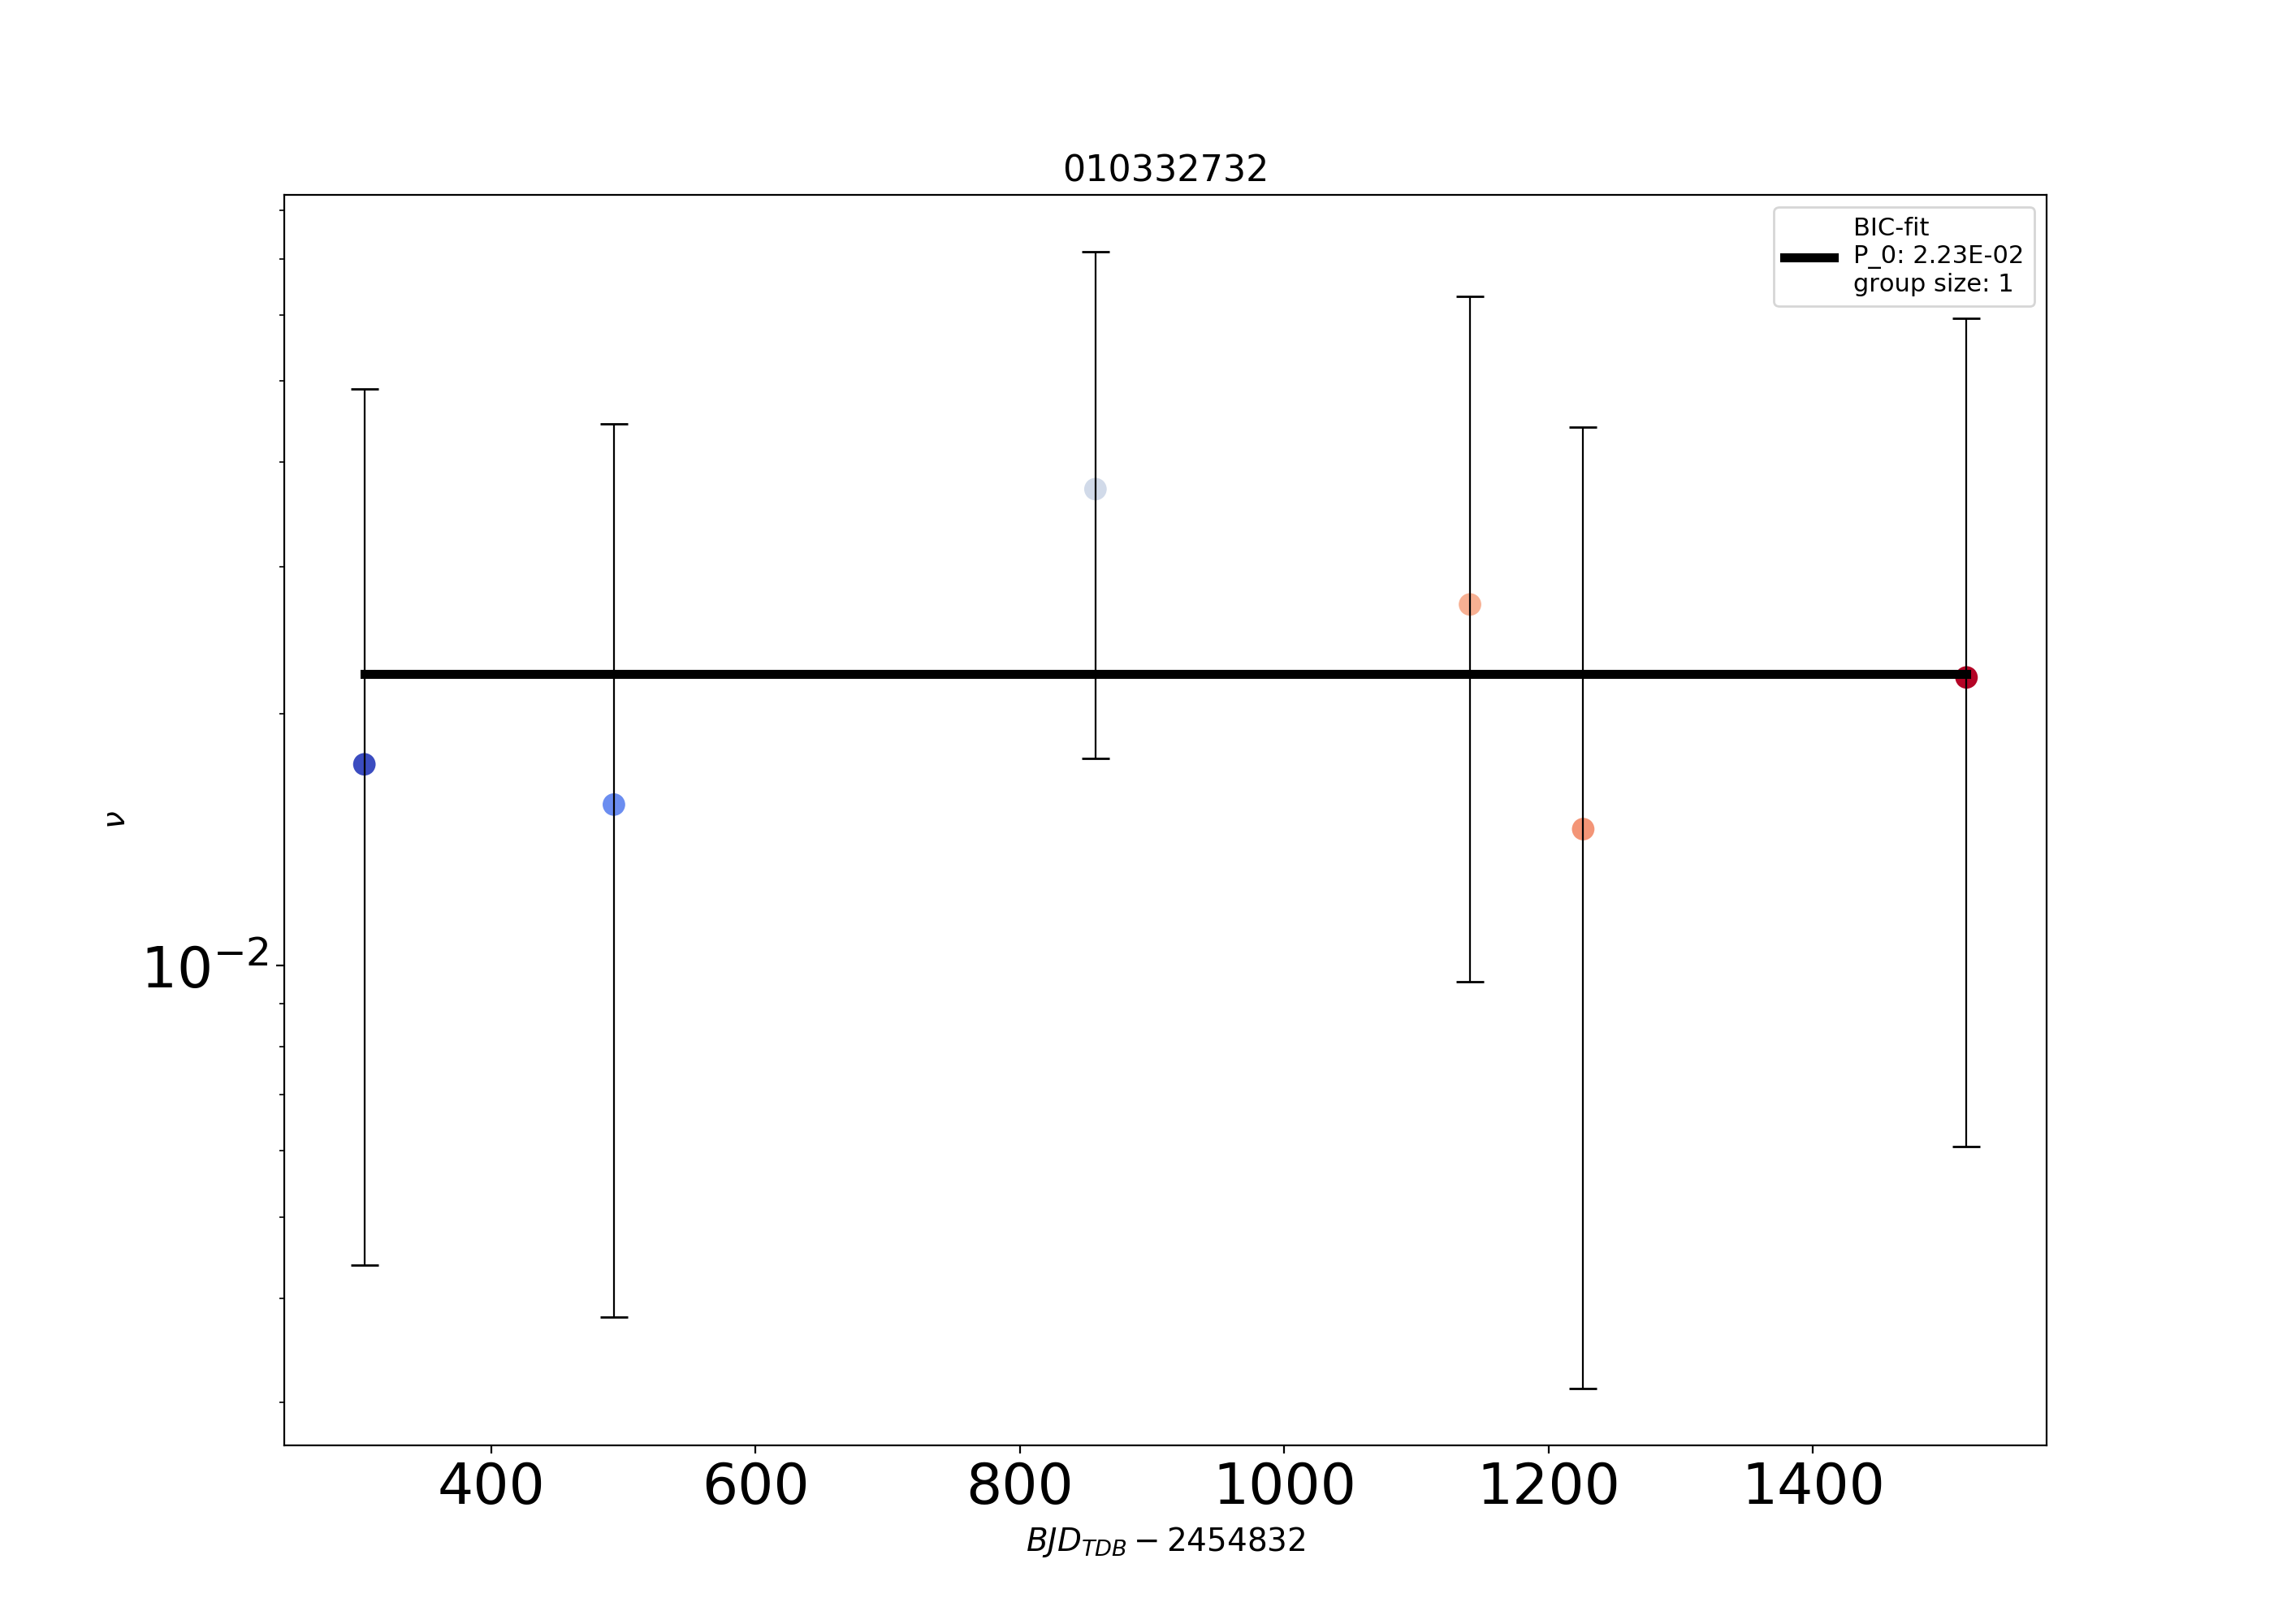 010332732
BIC-fit
P_0: 2.23E-02
group size: 1
ν
10⁻²
400 600 800 1000 1200 1400
BJD_TDB − 2454832